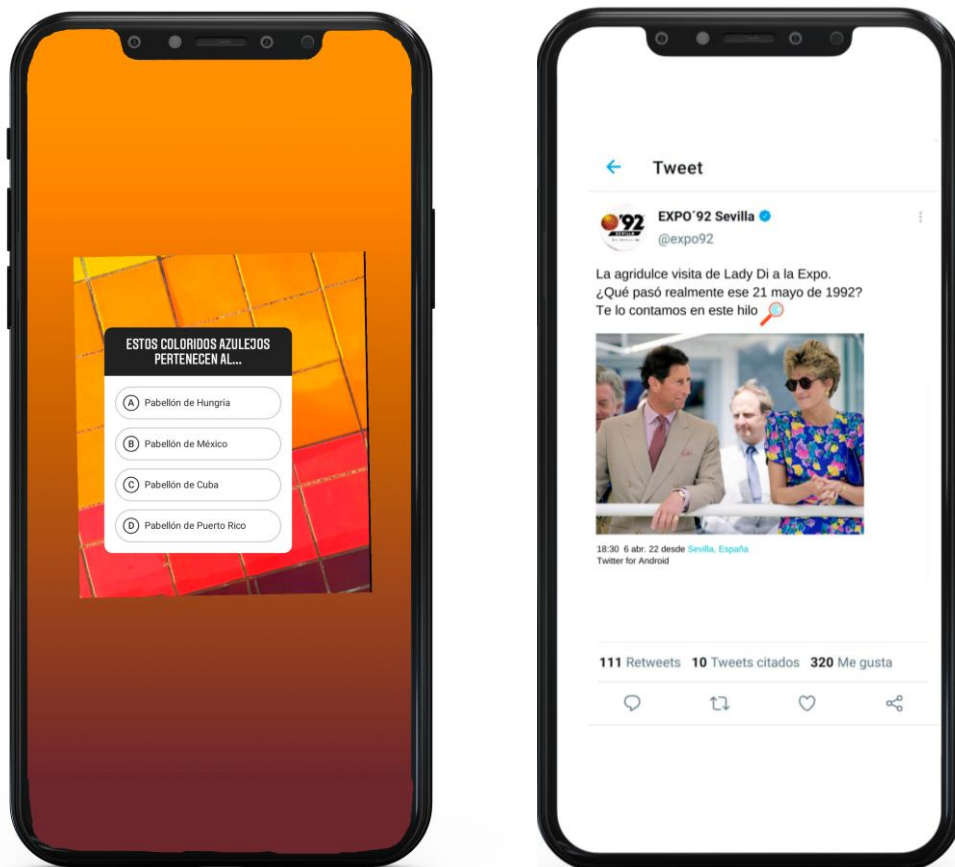 ESTOS COLORIDOS AZULEJOS
PERTENECEN AL...
A Pabellón de Hungria
B Pabellón de México
C Pabellón de Cuba
D Pabellón de Puerto Rico
Tweet
'92
SEVILLA
EXPO´92 Sevilla
@expo92
La agridulce visita de Lady Di a la Expo.
¿Qué pasó realmente ese 21 mayo de 1992?
Te lo contamos en este hilo
18:30 6 abr. 22 desde Sevilla, España
Twitter for Android
111 Retweets 10 Tweets citados 320 Me gusta